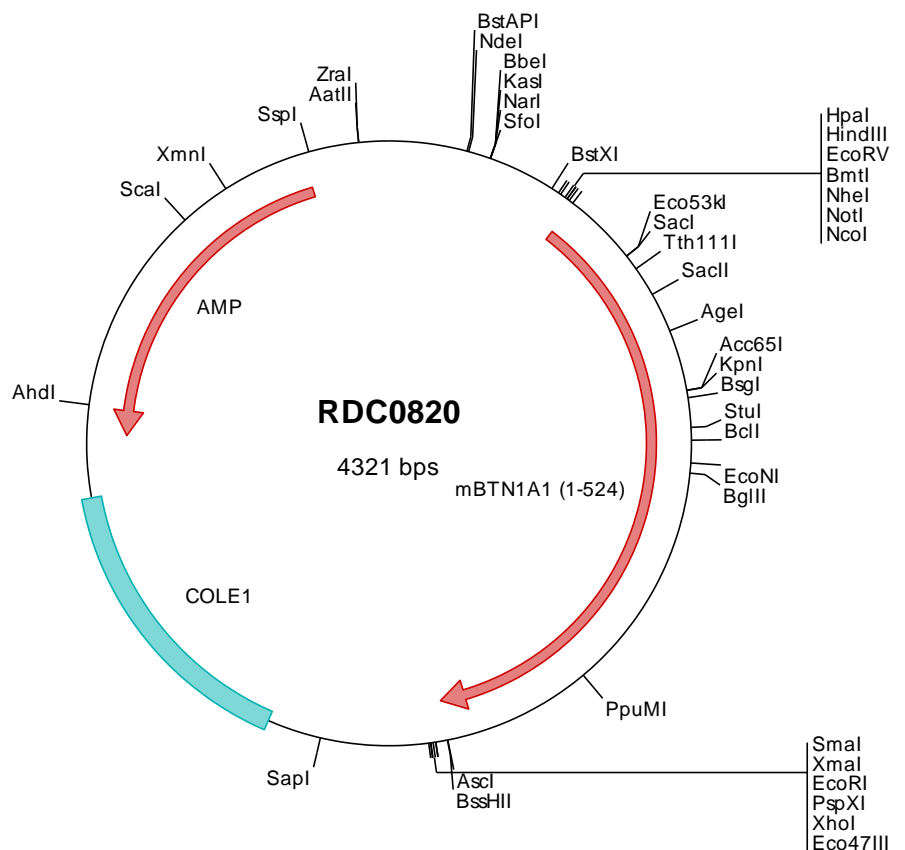 BstAPI
NdeI
BbeI
KasI
NarI
SfoI
ZraI
AatII
SspI
XmnI
ScaI
BstXI
HpaI
HindIII
EcoRV
BmtI
NheI
NotI
NcoI
Eco53kI
SacI
Tth111I
SacII
AgeI
Acc65I
KpnI
BsgI
StuI
BclI
EcoNI
BglII
AMP
AhdI
RDC0820
4321 bps
mBTN1A1 (1-524)
COLE1
PpuMI
SapI
AscI
BssHII
SmaI
XmaI
EcoRI
PspXI
XhoI
Eco47III